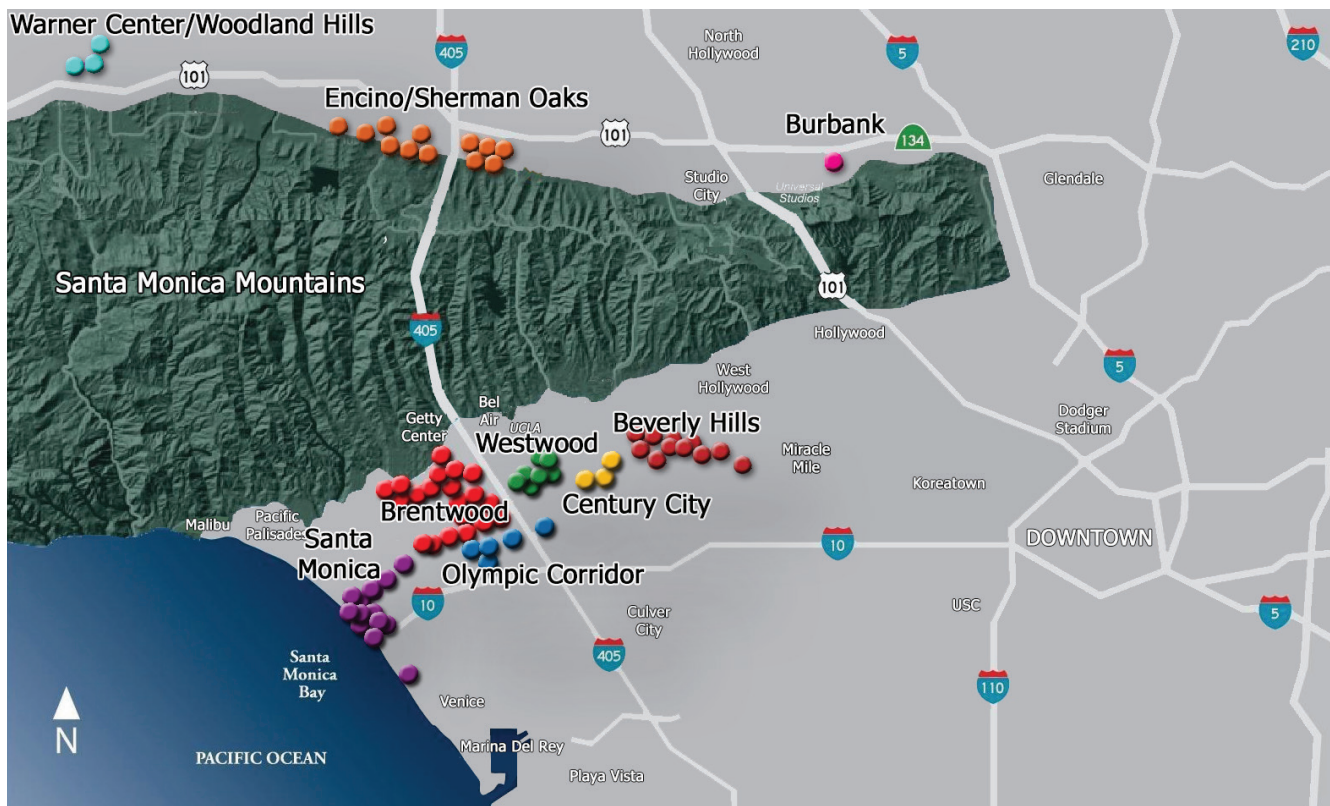 Warner Center/Woodland Hills
405
North
Hollywood
5
210
101
Encino/Sherman Oaks
101
Burbank
134
Studio
City
Universal
Studios
Glendale
Santa Monica Mountains
101
405
Hollywood
5
West
Hollywood
Getty
Center
Bel
Air
UCLA
Beverly Hills
Dodger
Stadium
Westwood
Miracle
Mile
Koreatown
Century City
Brentwood
Malibu
Pacific
Palisades
Santa
Monica
10
DOWNTOWN
Olympic Corridor
10
USC
5
Culver
City
405
Santa
Monica
Bay
110
Venice
N
PACIFIC OCEAN
Marina Del Rey
Playa Vista